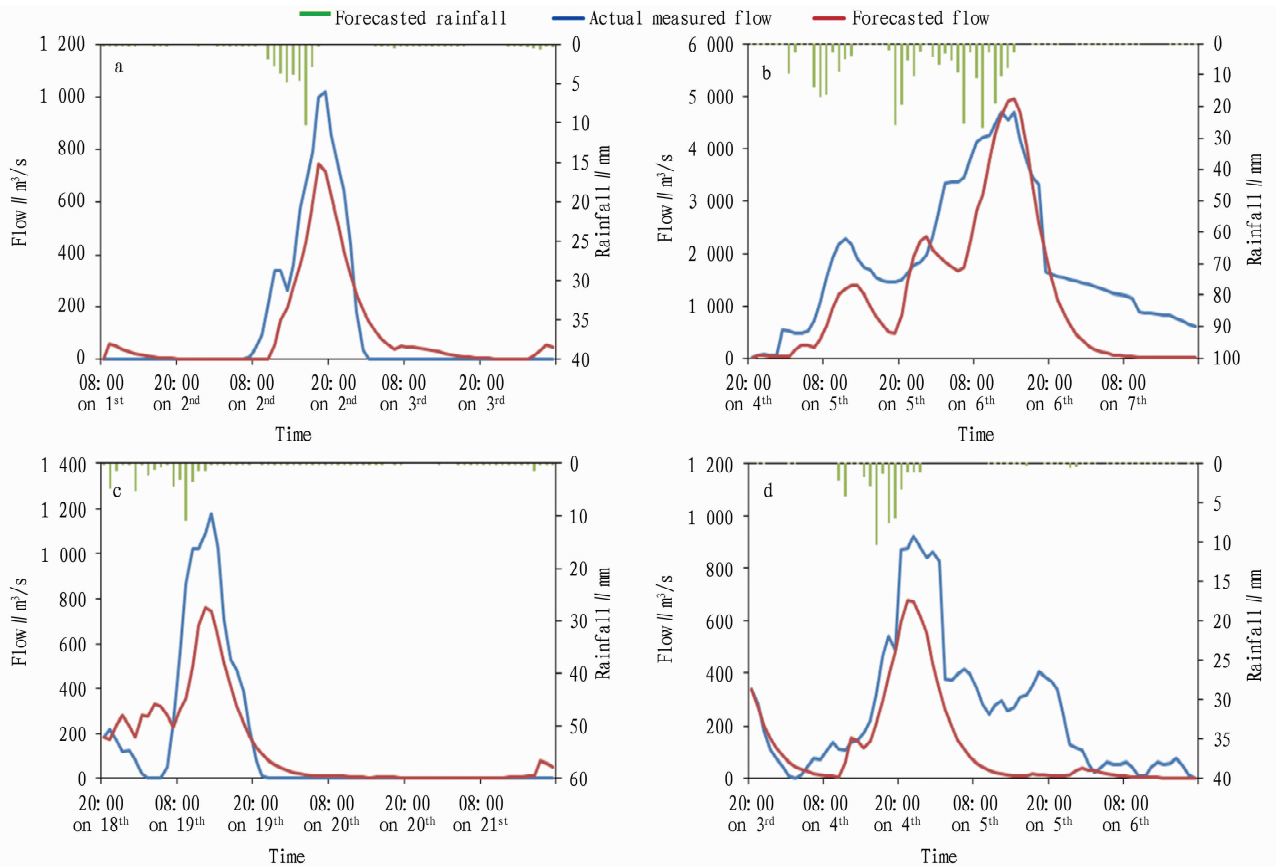 Forecasted rainfall Actual measured flow Forecasted flow
a
Flow // m³/s
1 200
1 000
800
600
400
200
0
0
5
10
15
20
25
30
35
40
Rainfall // mm
08:00 20:00 08:00 20:00 08:00 20:00
on 1st on 2nd on 2nd on 2nd on 3rd on 3rd
Time
b
Flow // m³/s
6 000
5 000
4 000
3 000
2 000
1 000
0
0
10
20
30
40
50
60
70
80
90
100
Rainfall // mm
20:00 08:00 20:00 08:00 20:00 08:00
on 4th on 5th on 5th on 6th on 6th on 7th
Time
c
Flow // m³/s
1 400
1 200
1 000
800
600
400
200
0
0
10
20
30
40
50
60
Rainfall // mm
20:00 08:00 20:00 08:00 20:00 08:00
on 18th on 19th on 19th on 20th on 20th on 21st
Time
d
Flow // m³/s
1 200
1 000
800
600
400
200
0
0
5
10
15
20
25
30
35
40
Rainfall // mm
20:00 08:00 20:00 08:00 20:00 08:00
on 3rd on 4th on 4th on 5th on 5th on 6th
Time